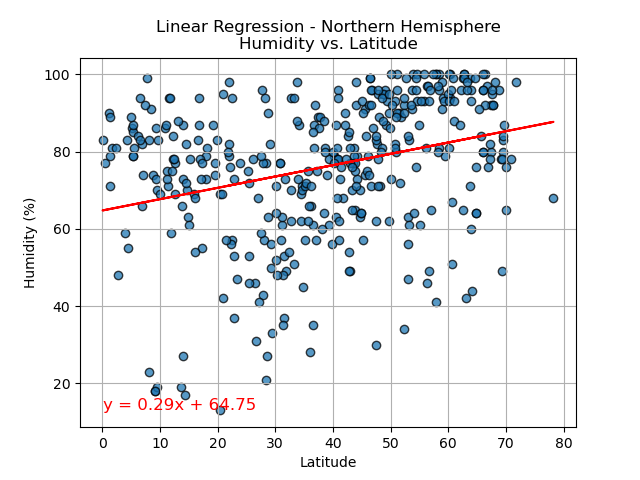 Linear Regression - Northern Hemisphere
Humidity vs. Latitude
100
80
60
40
20
Humidity (%)
y = 0.29x + 64.75
0 10 20 30 40 50 60 70 80
Latitude